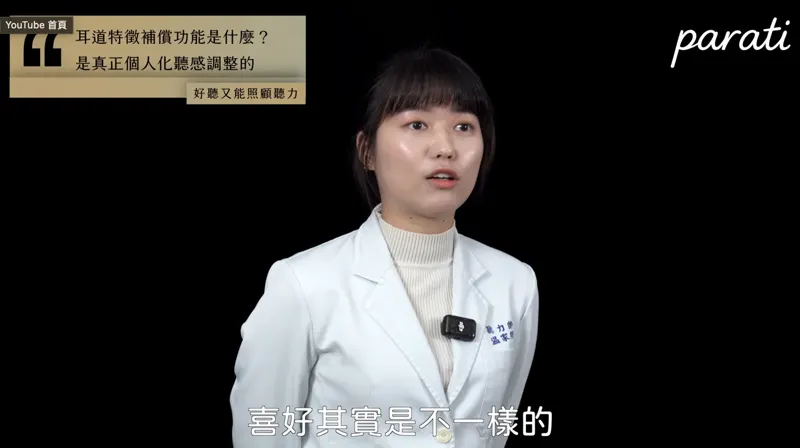 YouTube 首頁
耳道特徵補償功能是什麼？
是真正個人化聽感調整的
好聽又能照顧聽力
parati
喜好其實是不一樣的